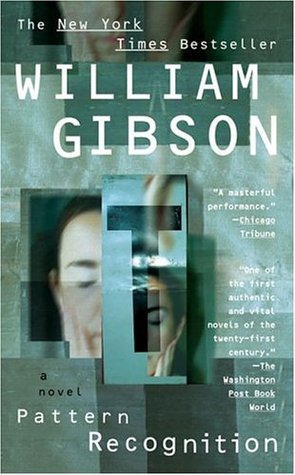 The New York
Times Bestseller
WILLIAM
GIBSON
"A masterful
performance."
—Chicago
Tribune
T
"One of
the first
authentic
and vital
novels of the
twenty-first
century."
—The
Washington
Post Book
World
a
novel
Pattern
Recognition